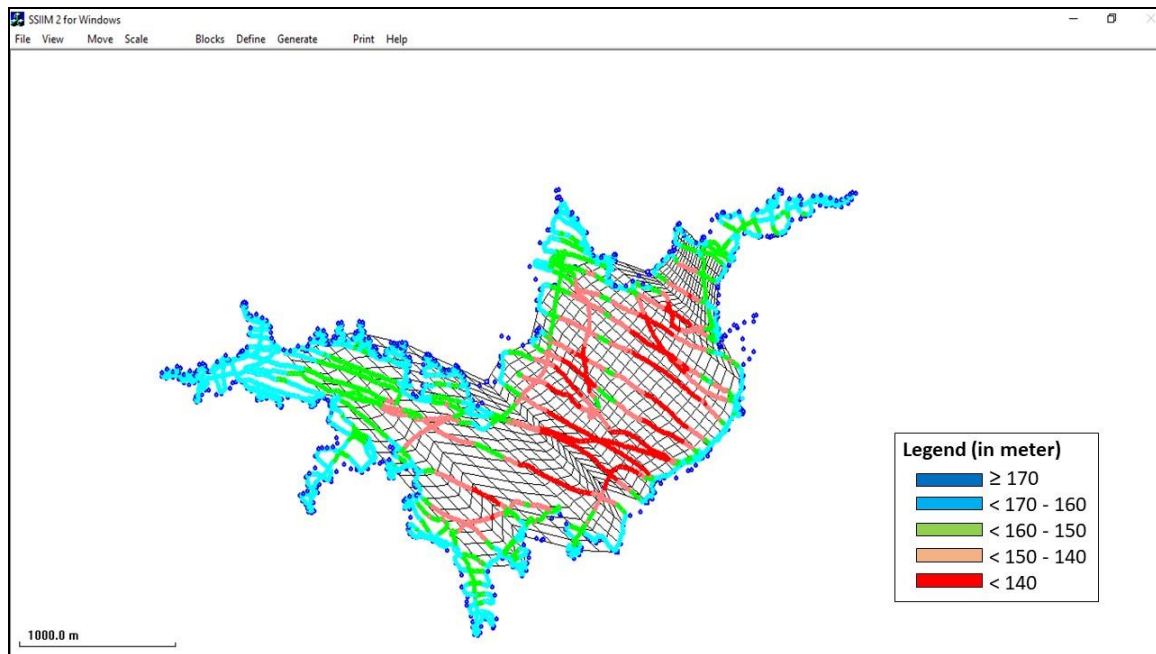 SSIIM 2 for Windows
File View Move Scale Blocks Define Generate Print Help
Legend (in meter)
≥ 170
< 170 - 160
< 160 - 150
< 150 - 140
< 140
1000.0 m